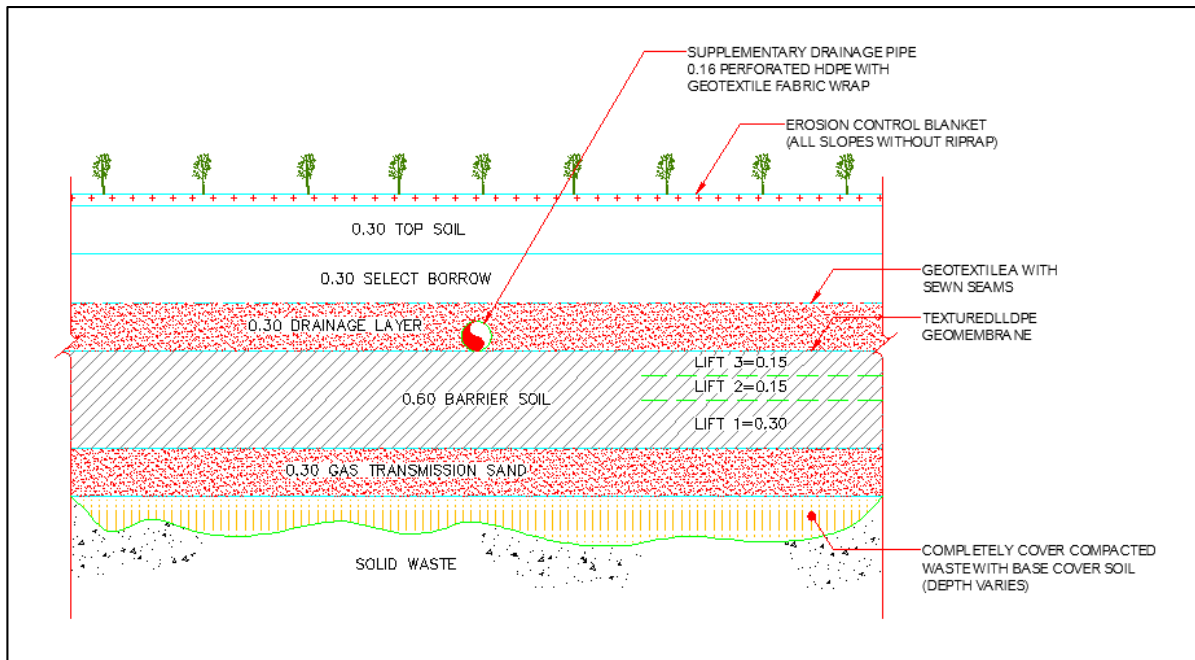 SUPPLEMENTARY DRAINAGE PIPE
0.16 PERFORATED HDPE WITH
GEOTEXTILE FABRIC WRAP
EROSION CONTROL BLANKET
(ALL SLOPES WITHOUT RIPRAP)
0.30 TOP SOIL
0.30 SELECT BORROW
GEOTEXTILEA WITH
SEWN SEAMS
0.30 DRAINAGE LAYER
TEXTUREDLLDPE
GEOMEMBRANE
LIFT 3=0.15
LIFT 2=0.15
0.60 BARRIER SOIL
LIFT 1=0.30
0.30 GAS TRANSMISSION SAND
SOLID WASTE
COMPLETELY COVER COMPACTED
WASTE WITH BASE COVER SOIL
(DEPTH VARIES)